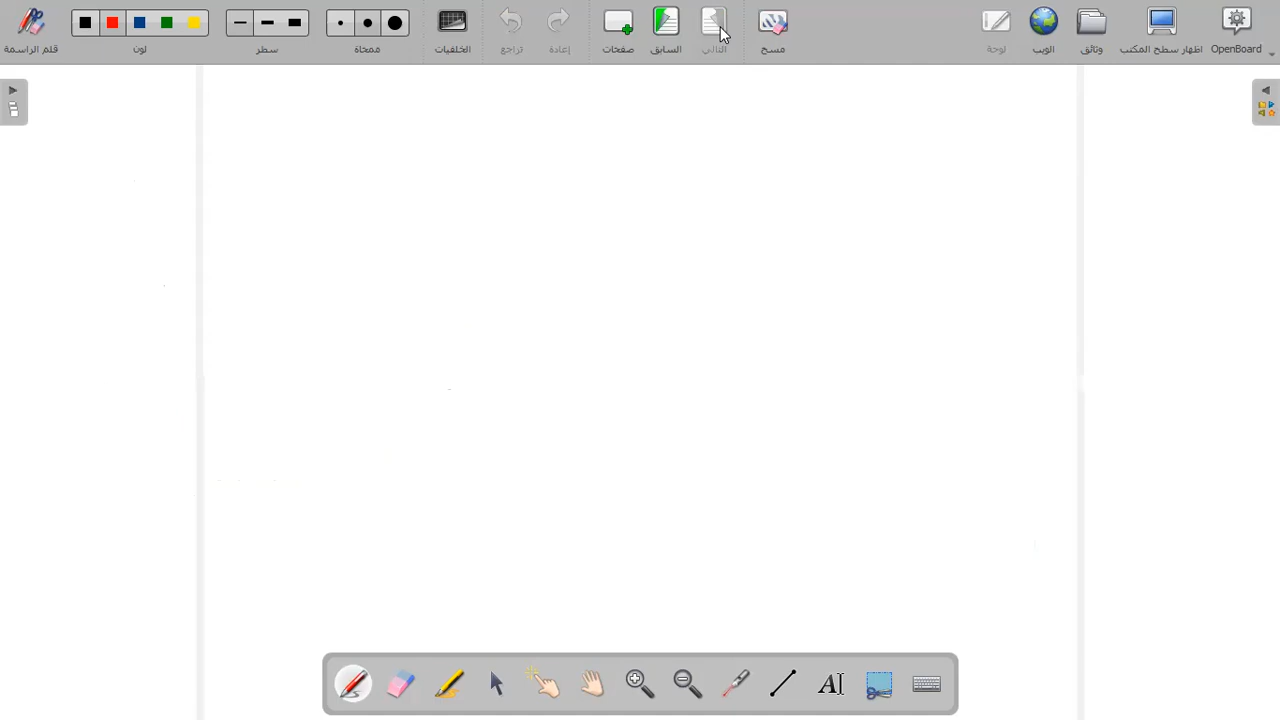 قلم الراسمة
لون
سطر
ممحاة
الخلفيات
تراجع
إعادة
صفحات
السابق
التالي
مسح
لوحة
الويب
وثائق
اظهار سطح المكتب
OpenBoard